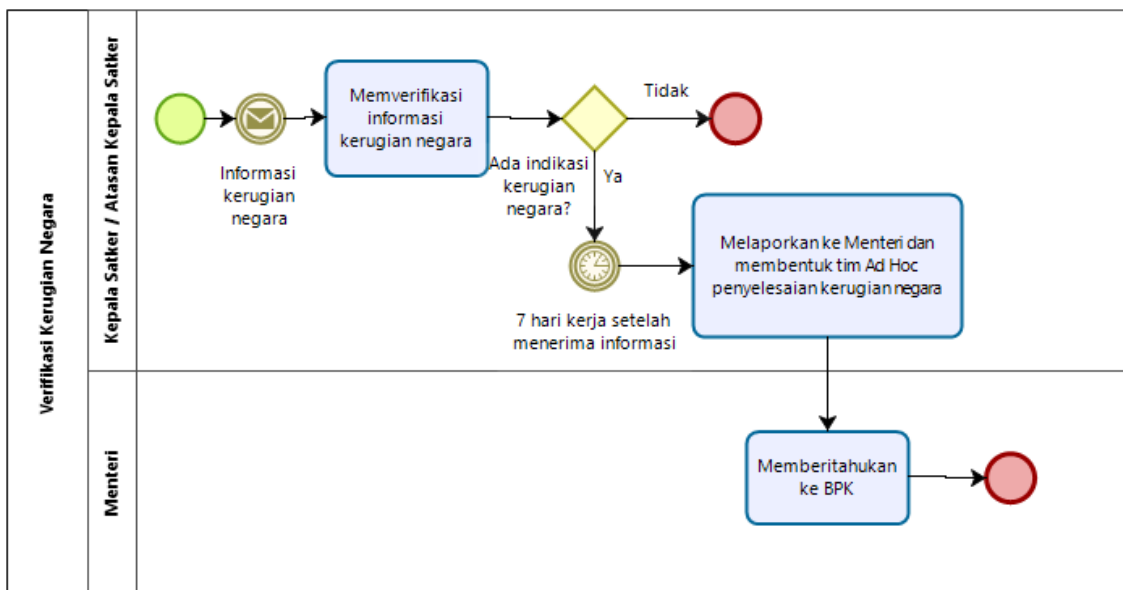 Verifikasi Kerugian Negara
Kepala Satker / Atasan Kepala Satker
Informasi
kerugian
negara
Memverifikasi
informasi
kerugian negara
Ada indikasi
kerugian
negara?
Tidak
Ya
7 hari kerja setelah
menerima informasi
Melaporkan ke Menteri dan
membentuk tim Ad Hoc
penyelesaian kerugian negara
Menteri
Memberitahukan
ke BPK